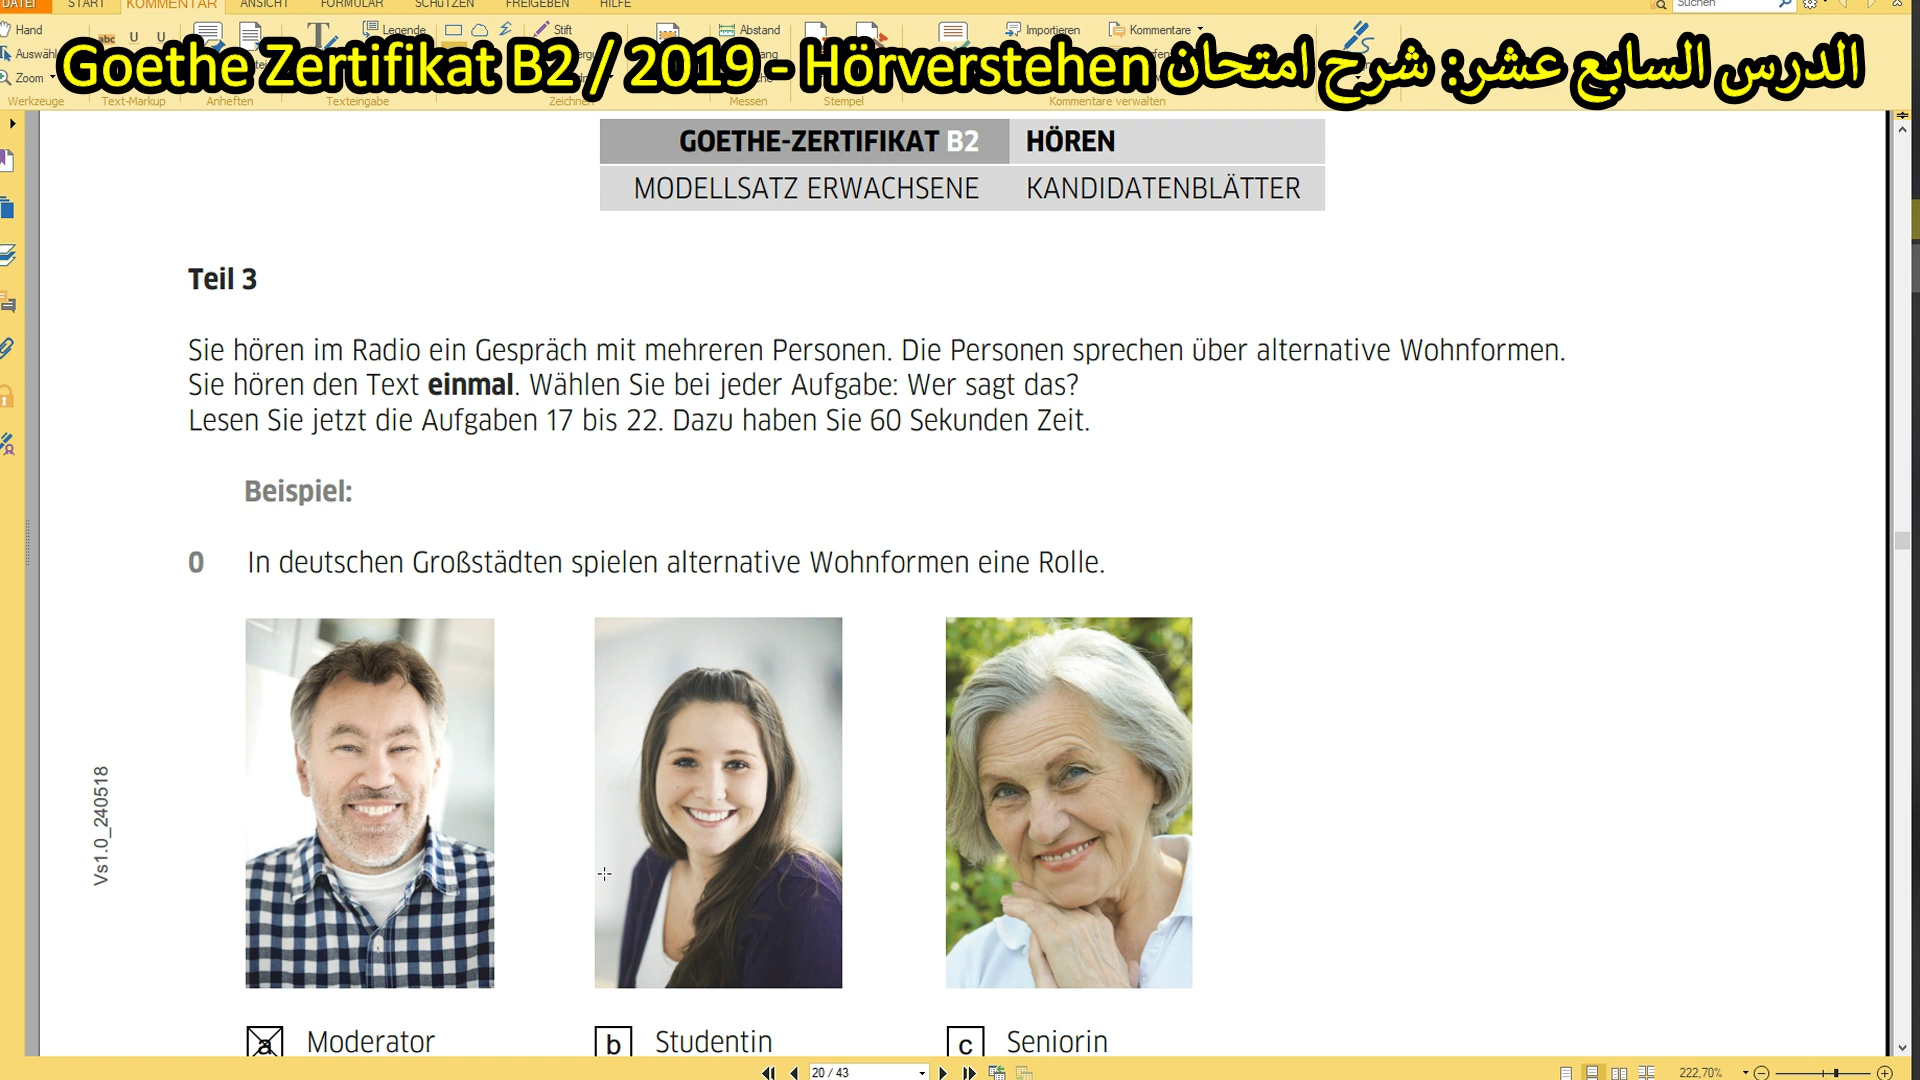 DATEI START KOMMENTAR ANSICHT FORMULAR SCHÜTZEN FREIGEBEN HILFE Suchen
Hand Legende Stift Abstand Importieren Kommentare
Zoom
Werkzeuge Text-Markup Anheften Texteingabe Messen Stempel Kommentare verwalten
الدرس السابع عشر: شرح امتحان Goethe Zertifikat B2 / 2019 - Hörverstehen
GOETHE-ZERTIFIKAT B2 HÖREN
MODELLSATZ ERWACHSENE KANDIDATENBLÄTTER
Teil 3
Sie hören im Radio ein Gespräch mit mehreren Personen. Die Personen sprechen über alternative Wohnformen.
Sie hören den Text einmal. Wählen Sie bei jeder Aufgabe: Wer sagt das?
Lesen Sie jetzt die Aufgaben 17 bis 22. Dazu haben Sie 60 Sekunden Zeit.
Beispiel:
0 In deutschen Großstädten spielen alternative Wohnformen eine Rolle.
Vs1.0_240518
a Moderator b Studentin c Seniorin
20 / 43 222,70%